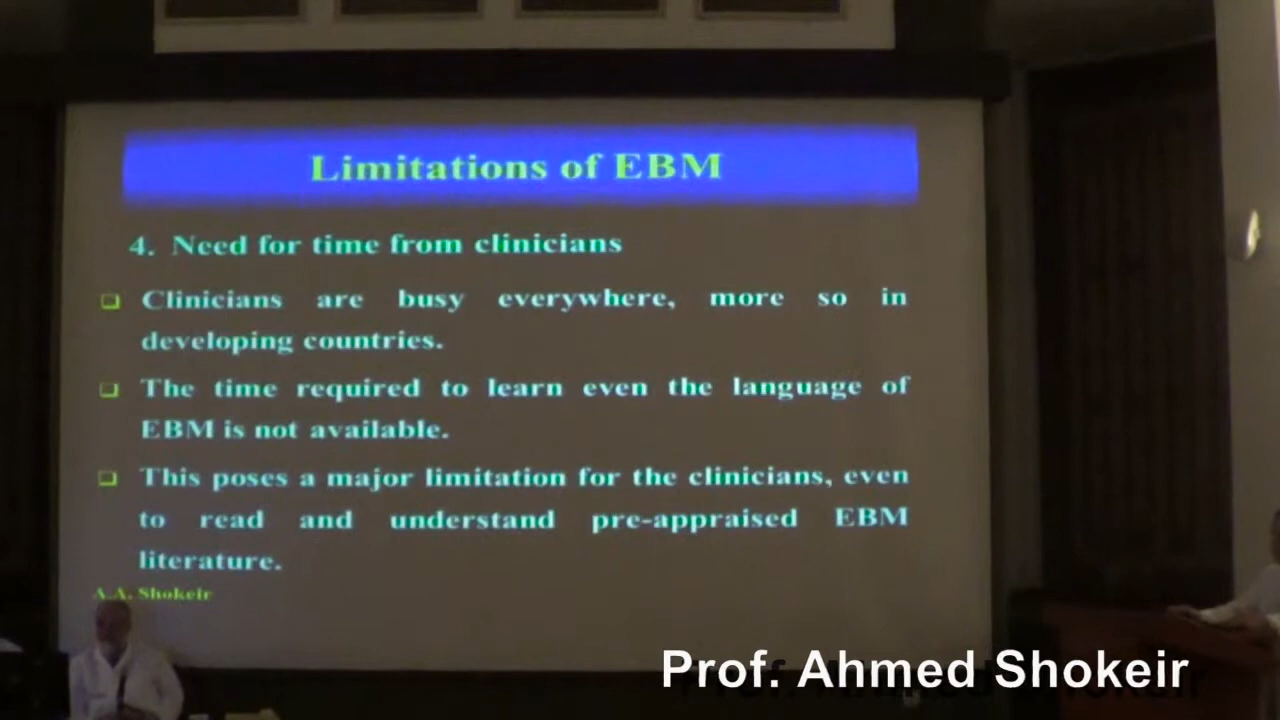 Limitations of EBM
4. Need for time from clinicians
❑ Clinicians are busy everywhere, more so in
developing countries.
❑ The time required to learn even the language of
EBM is not available.
❑ This poses a major limitation for the clinicians, even
to read and understand pre-appraised EBM
literature.
A.A. Shokeir
Prof. Ahmed Shokeir